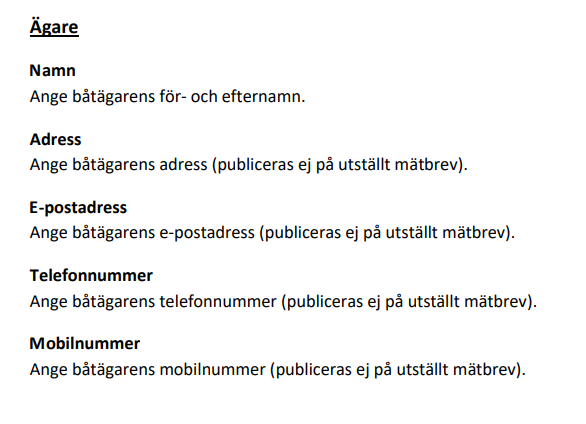 Ägare
Namn
Ange båtägarens för- och efternamn.
Adress
Ange båtägarens adress (publiceras ej på utställt mätbrev).
E-postadress
Ange båtägarens e-postadress (publiceras ej på utställt mätbrev).
Telefonnummer
Ange båtägarens telefonnummer (publiceras ej på utställt mätbrev).
Mobilnummer
Ange båtägarens mobilnummer (publiceras ej på utställt mätbrev).